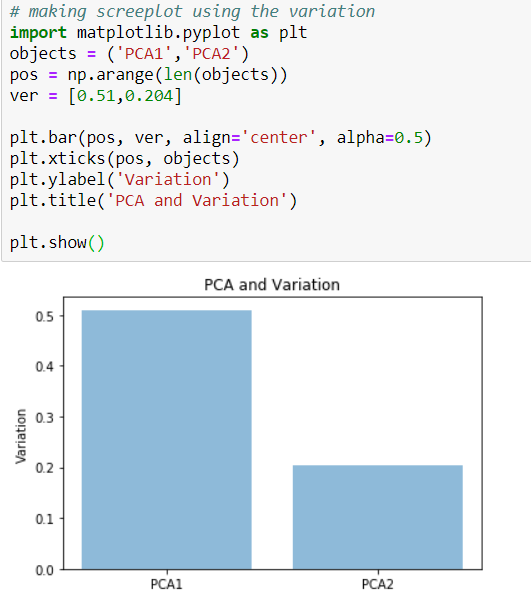 # making screeplot using the variation
import matplotlib.pyplot as plt
objects = ('PCA1','PCA2')
pos = np.arange(len(objects))
ver = [0.51,0.204]
plt.bar(pos, ver, align='center', alpha=0.5)
plt.xticks(pos, objects)
plt.ylabel('Variation')
plt.title('PCA and Variation')
plt.show()
PCA and Variation
0.5
0.4
0.3
0.2
0.1
0.0
Variation
PCA1 PCA2